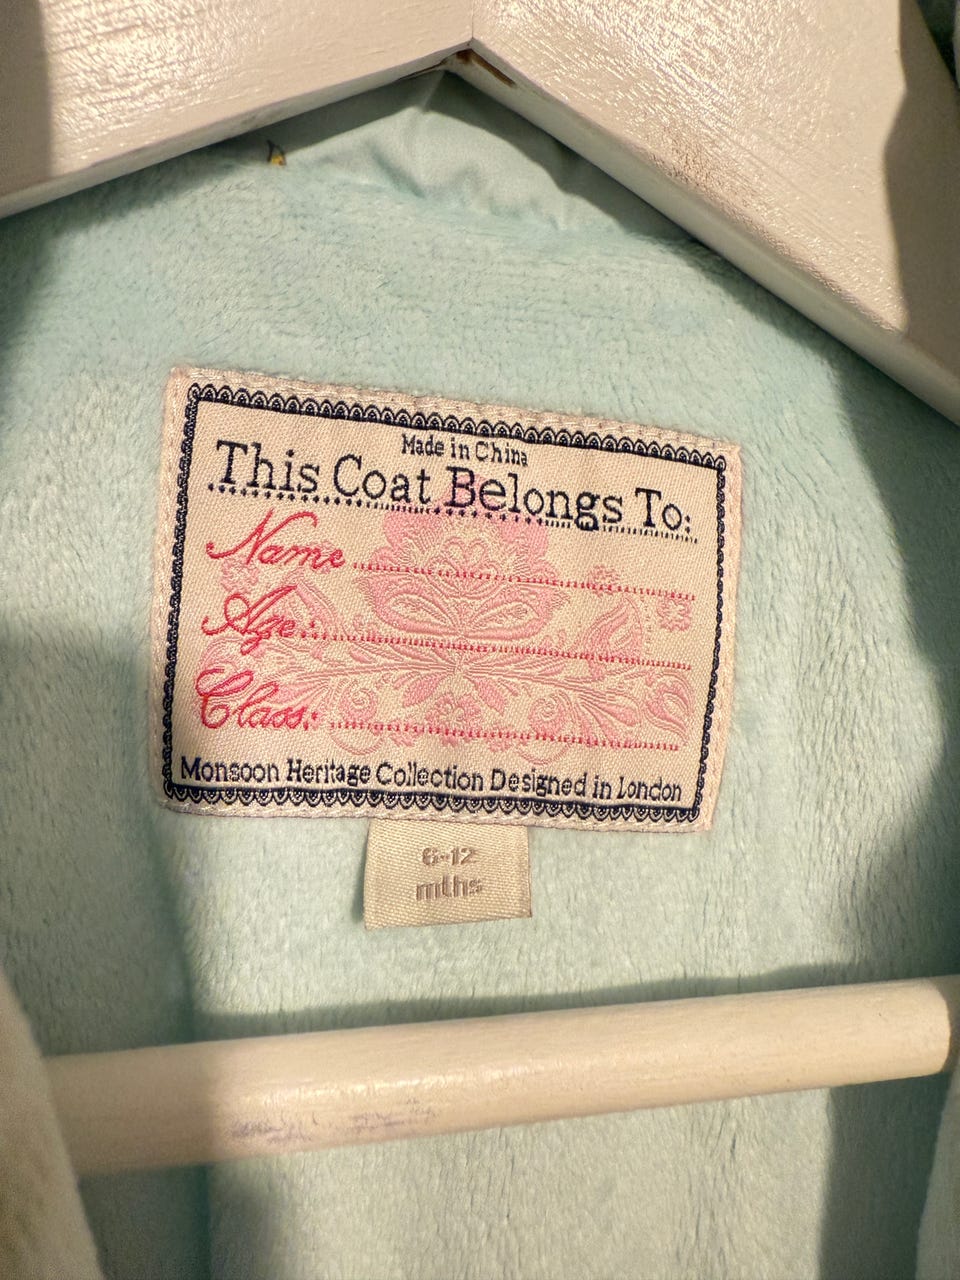 Made in China
This Coat Belongs To:
Name
Age:
Class:
Monsoon Heritage Collection Designed in London
6-12
mths